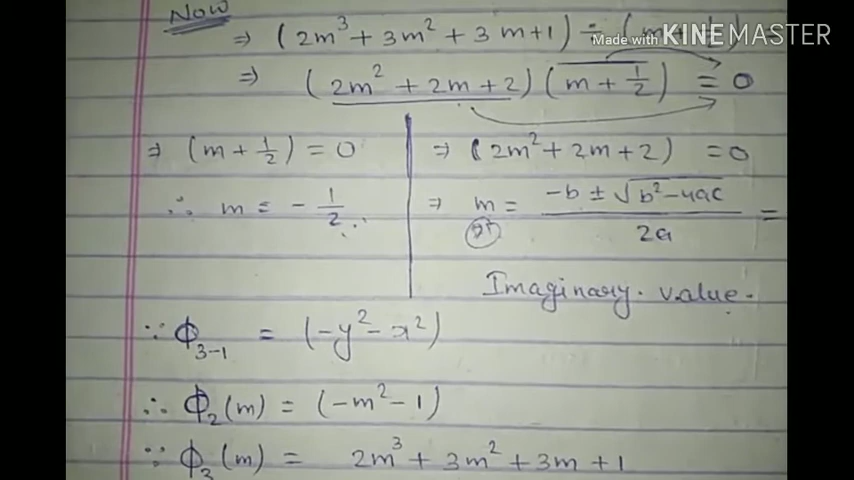 Now
⇒ (2m³ + 3m² + 3m+1) ÷
Made with KINEMASTER
⇒ (2m² + 2m + 2) (m + 1/2) = 0
⇒ (m + 1/2) = 0
∴ m = - 1/2
⇒ (2m² + 2m + 2) = 0
⇒ m = -b ± √b² - 4ac / 2a =
Imaginary. value.
∵ ϕ₃₋₁ = (-y² - x²)
∴ ϕ₂(m) = (-m² - 1)
∵ ϕ₃(m) = 2m³ + 3m² + 3m + 1